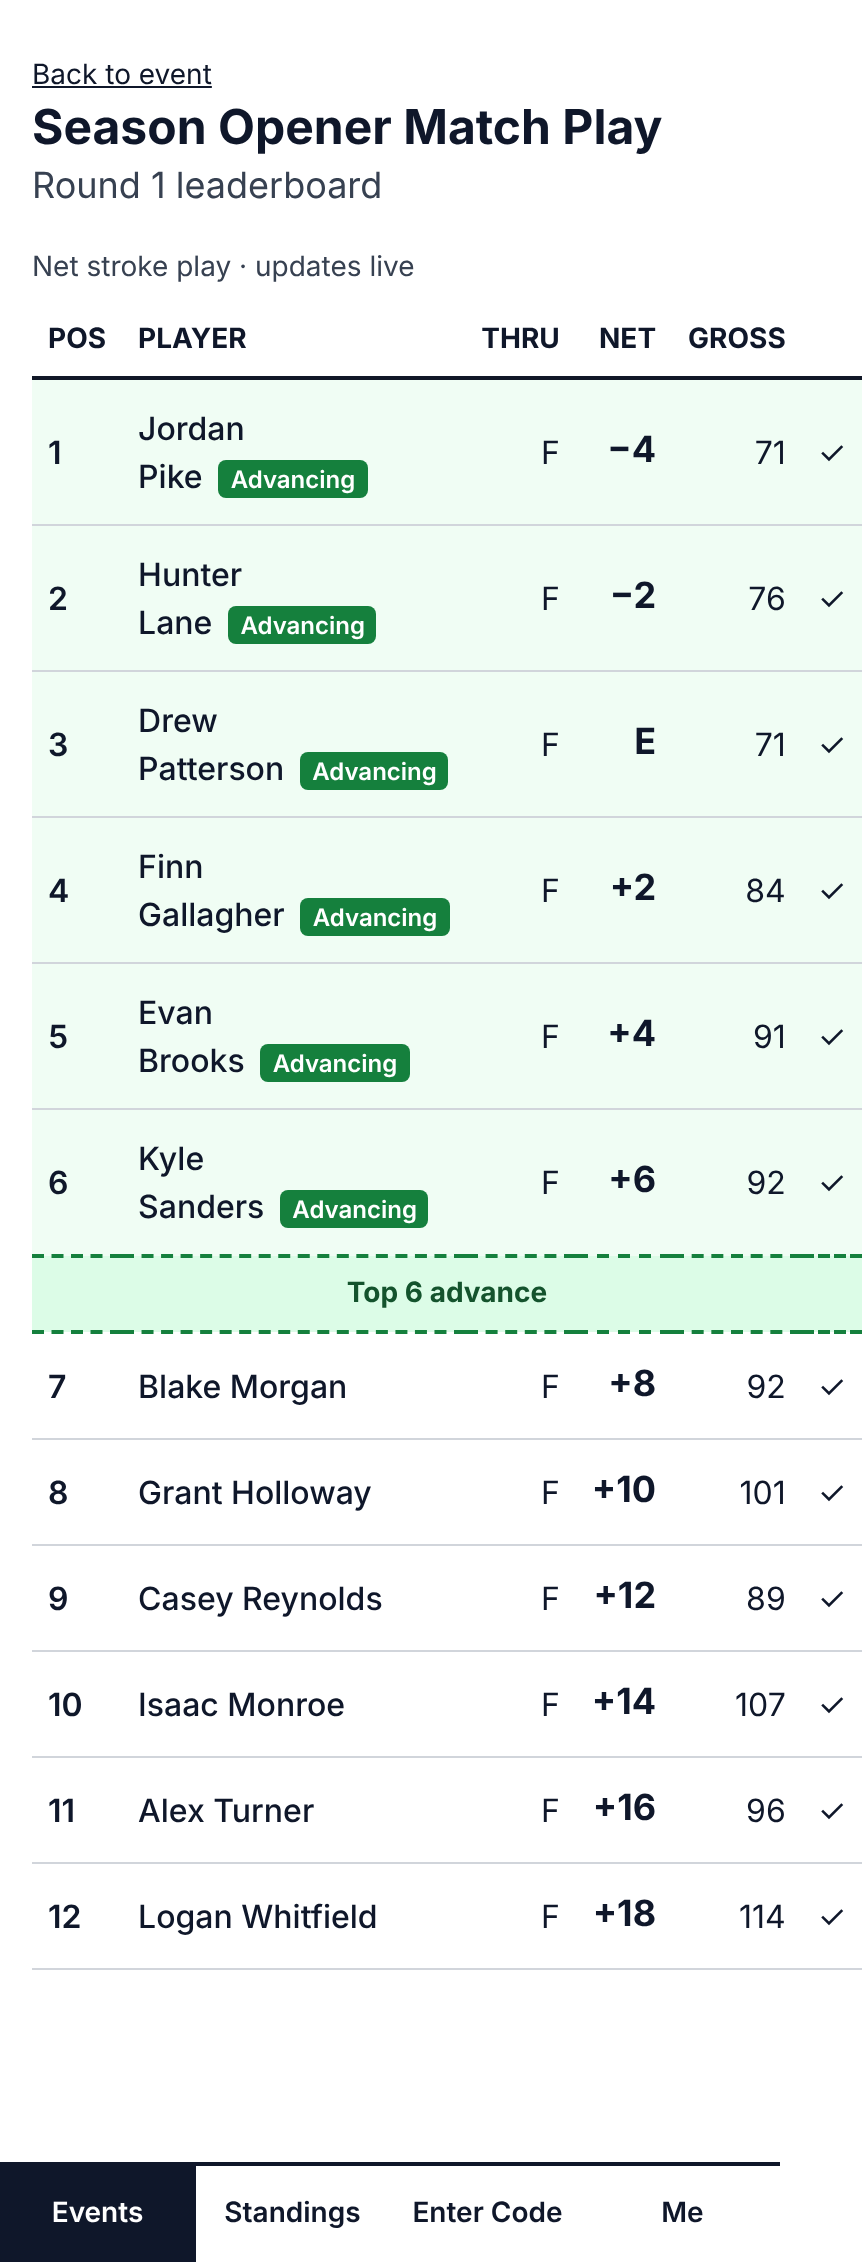 Back to event
Season Opener Match Play
Round 1 leaderboard
Net stroke play · updates live
POS PLAYER THRU NET GROSS
1 Jordan Pike Advancing F −4 71 ✓
2 Hunter Lane Advancing F −2 76 ✓
3 Drew Patterson Advancing F E 71 ✓
4 Finn Gallagher Advancing F +2 84 ✓
5 Evan Brooks Advancing F +4 91 ✓
6 Kyle Sanders Advancing F +6 92 ✓
Top 6 advance
7 Blake Morgan F +8 92 ✓
8 Grant Holloway F +10 101 ✓
9 Casey Reynolds F +12 89 ✓
10 Isaac Monroe F +14 107 ✓
11 Alex Turner F +16 96 ✓
12 Logan Whitfield F +18 114 ✓
Events Standings Enter Code Me